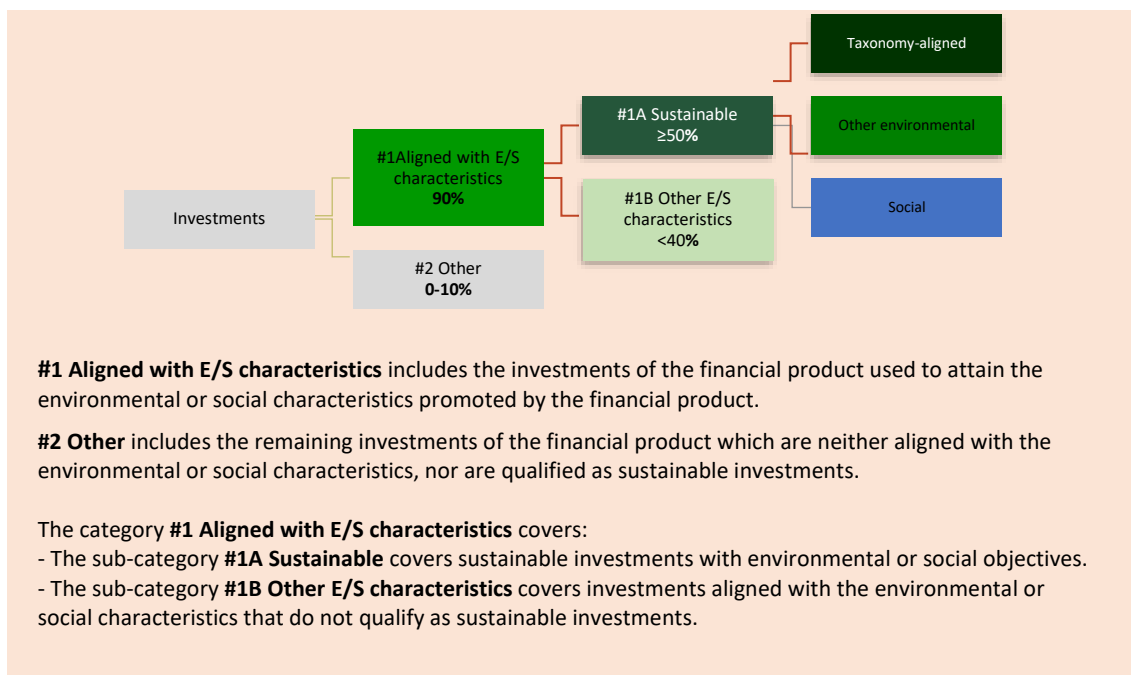 Taxonomy-aligned
#1A Sustainable
≥50%
Other environmental
#1Aligned with E/S
characteristics
90%
#1B Other E/S
characteristics
<40%
Social
Investments
#2 Other
0-10%
#1 Aligned with E/S characteristics includes the investments of the financial product used to attain the
environmental or social characteristics promoted by the financial product.
#2 Other includes the remaining investments of the financial product which are neither aligned with the
environmental or social characteristics, nor are qualified as sustainable investments.
The category #1 Aligned with E/S characteristics covers:
- The sub-category #1A Sustainable covers sustainable investments with environmental or social objectives.
- The sub-category #1B Other E/S characteristics covers investments aligned with the environmental or
social characteristics that do not qualify as sustainable investments.